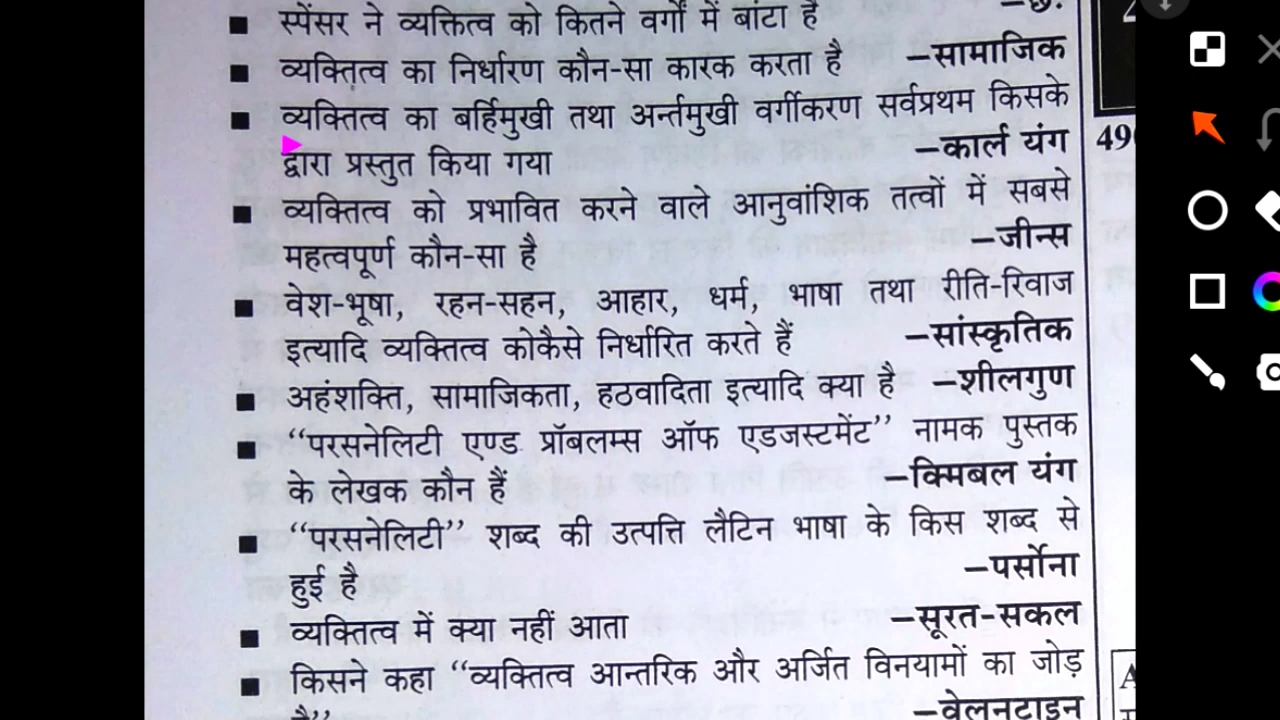 स्पेंसर ने व्यक्तित्व को कितने वर्गों में बांटा है —छः
व्यक्तित्व का निर्धारण कौन-सा कारक करता है —सामाजिक
व्यक्तित्व का बर्हिमुखी तथा अर्न्तमुखी वर्गीकरण सर्वप्रथम किसके
द्वारा प्रस्तुत किया गया —कार्ल यंग
व्यक्तित्व को प्रभावित करने वाले आनुवांशिक तत्वों में सबसे
महत्वपूर्ण कौन-सा है —जीन्स
वेश-भूषा, रहन-सहन, आहार, धर्म, भाषा तथा रीति-रिवाज
इत्यादि व्यक्तित्व कोकैसे निर्धारित करते हैं —सांस्कृतिक
अहंशक्ति, सामाजिकता, हठवादिता इत्यादि क्या है —शीलगुण
“परसनेलिटी एण्ड प्रॉबलम्स ऑफ एडजस्टमेंट” नामक पुस्तक
के लेखक कौन हैं —क्मिबल यंग
“परसनेलिटी” शब्द की उत्पत्ति लैटिन भाषा के किस शब्द से
हुई है —पर्सोना
व्यक्तित्व में क्या नहीं आता —सूरत-सकल
किसने कहा “व्यक्तित्व आन्तरिक और अर्जित विनयामों का जोड़
है” —वेलनटाइन
49
A